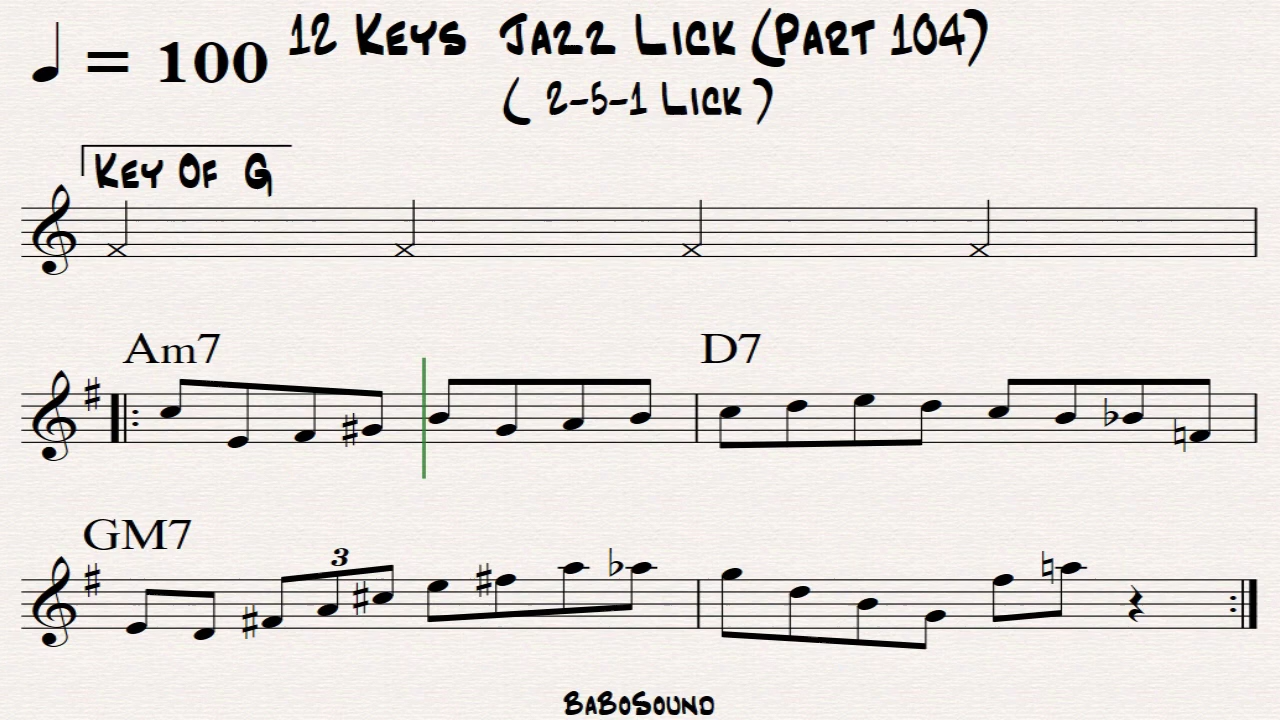 ♩ = 100 12 Keys Jazz Lick (Part 104)
( 2-5-1 Lick )
Key Of G
Am7 D7
GM7
3
BaBoSound